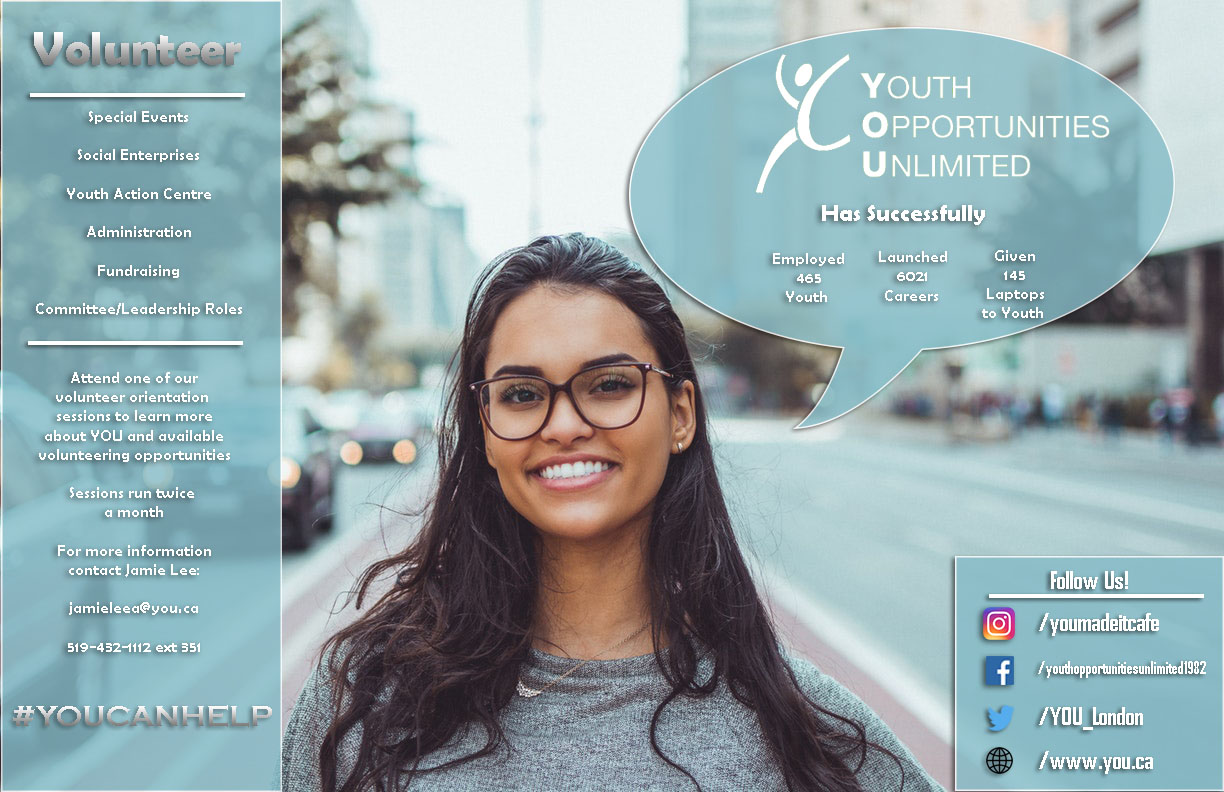 Volunteer
Special Events
Social Enterprises
Youth Action Centre
Administration
Fundraising
Committee/Leadership Roles
Attend one of our
volunteer orientation
sessions to learn more
about YOU and available
volunteering opportunities
Sessions run twice
a month
For more information
contact Jamie Lee:
jamieleea@you.ca
519-432-1112 ext 351
#YOUCANHELP
YOUTH
OPPORTUNITIES
UNLIMITED
Has Successfully
Employed
465
Youth
Launched
6021
Careers
Given
145
Laptops
to Youth
Follow Us!
/youmadeitcafe
/youthopportunitiesunlimited1982
/YOU_London
/www.you.ca